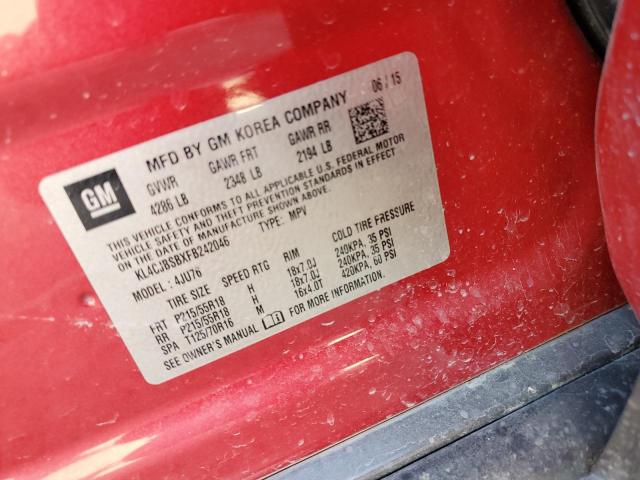 GM
MFD BY GM KOREA COMPANY 06/15
GVWR GAWR FRT GAWR RR
4286 LB 2348 LB 2194 LB
THIS VEHICLE CONFORMS TO ALL APPLICABLE U.S. FEDERAL MOTOR
VEHICLE SAFETY AND THEFT PREVENTION STANDARDS IN EFFECT
ON THE DATE OF MANUFACTURE SHOWN ABOVE.
KL4CJBSBXFB242046 TYPE: MPV
MODEL: 4JU76
TIRE SIZE SPEED RTG RIM COLD TIRE PRESSURE
FRT P215/55R18 H 18x7.0J 240KPA, 35 PSI
RR P215/55R18 H 18x7.0J 240KPA, 35 PSI
SPA T125/70R16 M 16x4.0T 420KPA, 60 PSI
SEE OWNER'S MANUAL FOR MORE INFORMATION.